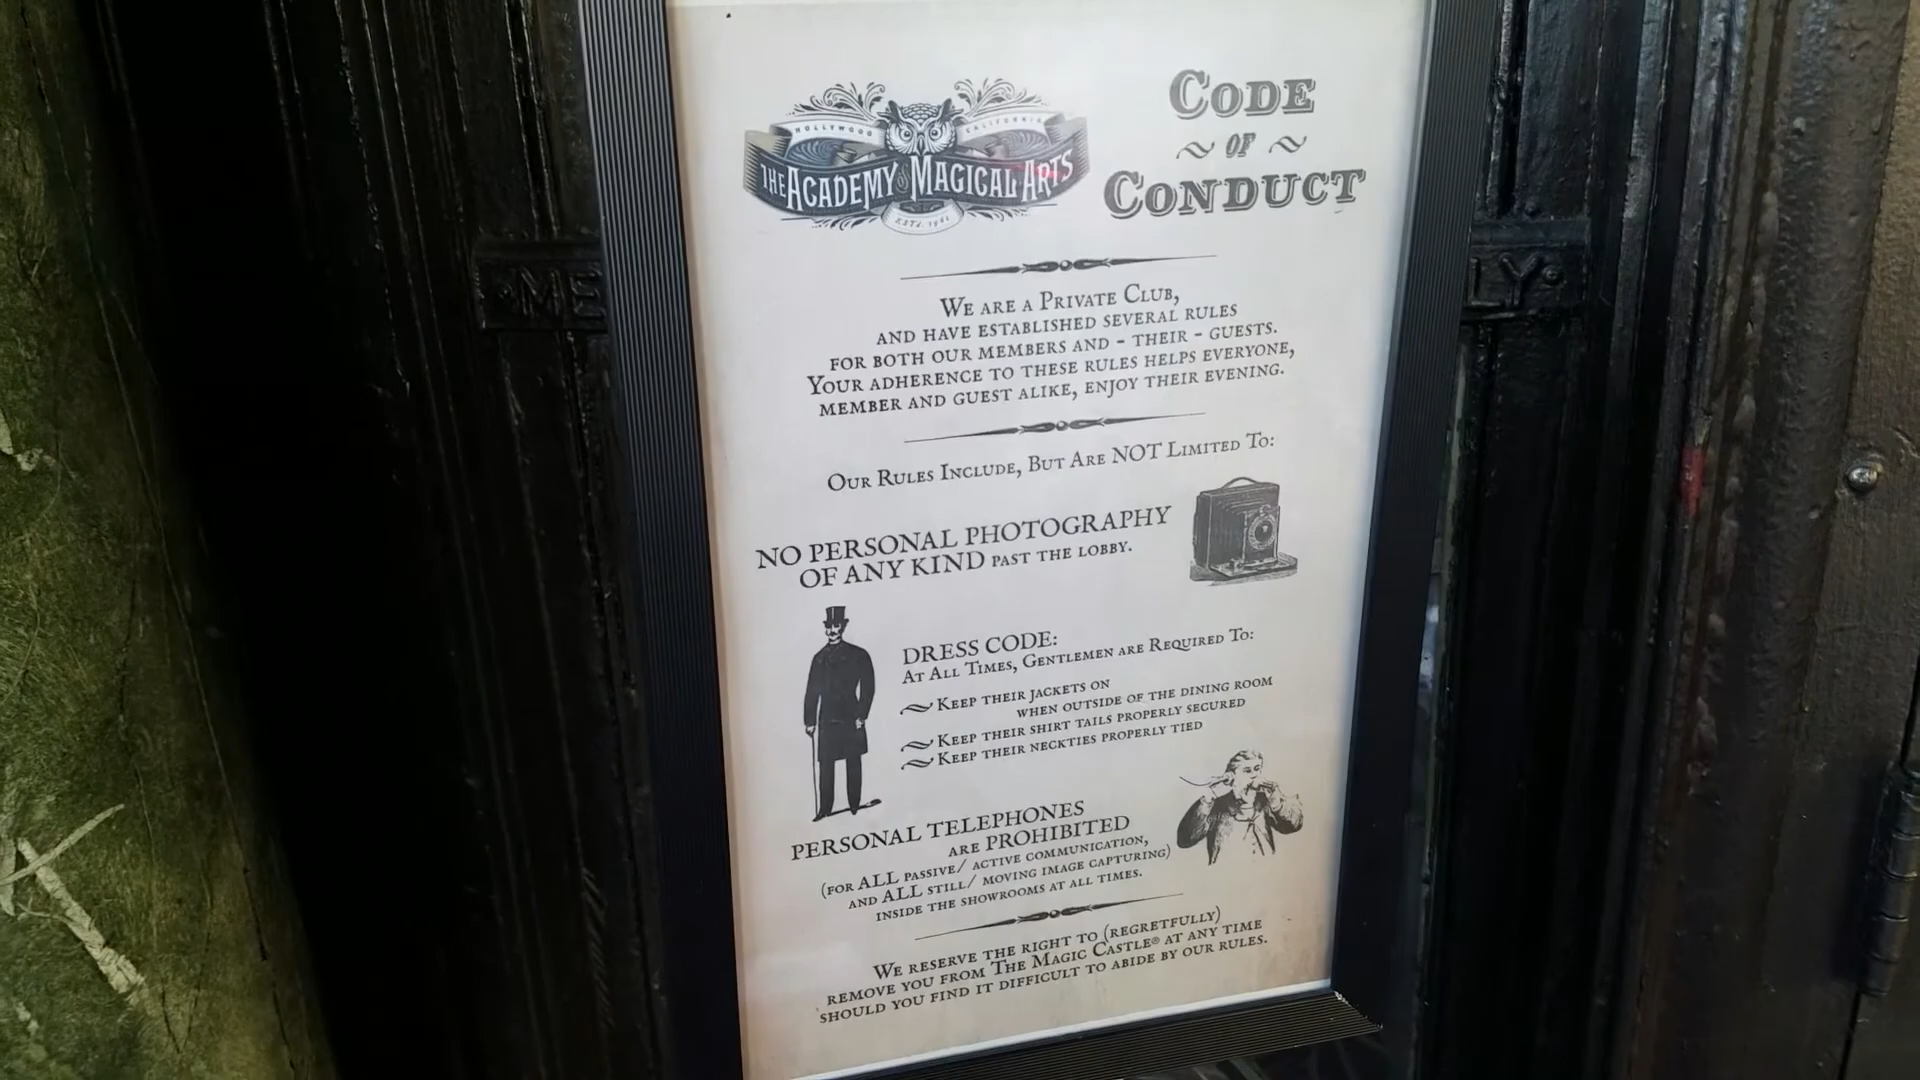 HOLLYWOOD CALIFORNIA
THE ACADEMY OF MAGICAL ARTS
ESTd. 1962
CODE
OF
CONDUCT
WE ARE A PRIVATE CLUB,
AND HAVE ESTABLISHED SEVERAL RULES
FOR BOTH OUR MEMBERS AND - THEIR - GUESTS.
YOUR ADHERENCE TO THESE RULES HELPS EVERYONE,
MEMBER AND GUEST ALIKE, ENJOY THEIR EVENING.
OUR RULES INCLUDE, BUT ARE NOT LIMITED TO:
NO PERSONAL PHOTOGRAPHY
OF ANY KIND PAST THE LOBBY.
DRESS CODE:
AT ALL TIMES, GENTLEMEN ARE REQUIRED TO:
KEEP THEIR JACKETS ON
WHEN OUTSIDE OF THE DINING ROOM
KEEP THEIR SHIRT TAILS PROPERLY SECURED
KEEP THEIR NECKTIES PROPERLY TIED
PERSONAL TELEPHONES
ARE PROHIBITED
(FOR ALL PASSIVE/ ACTIVE COMMUNICATION,
AND ALL STILL/ MOVING IMAGE CAPTURING)
INSIDE THE SHOWROOMS AT ALL TIMES.
WE RESERVE THE RIGHT TO (REGRETFULLY)
REMOVE YOU FROM THE MAGIC CASTLE® AT ANY TIME
SHOULD YOU FIND IT DIFFICULT TO ABIDE BY OUR RULES.